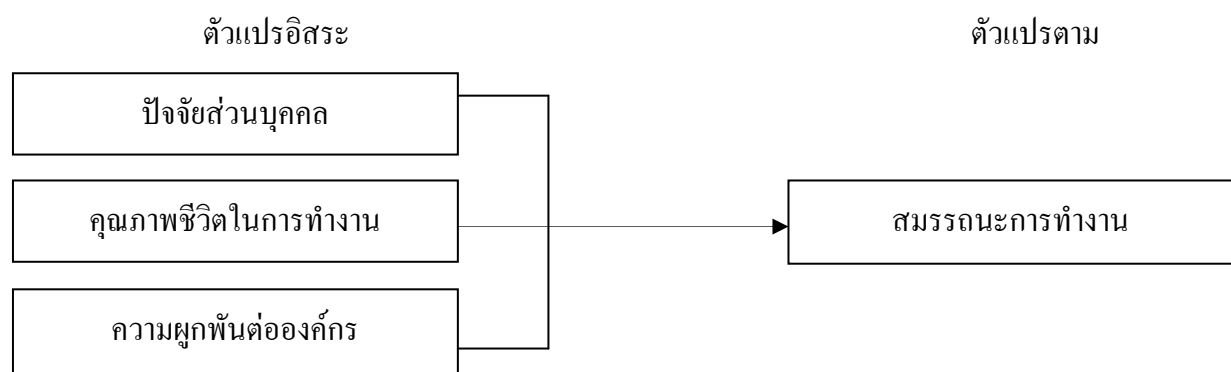 ตัวแปรอิสระ
ตัวแปรตาม
ปัจจัยส่วนบุคคล
คุณภาพชีวิตในการทำงาน
สมรรถนะการทำงาน
ความผูกพันต่อองค์กร